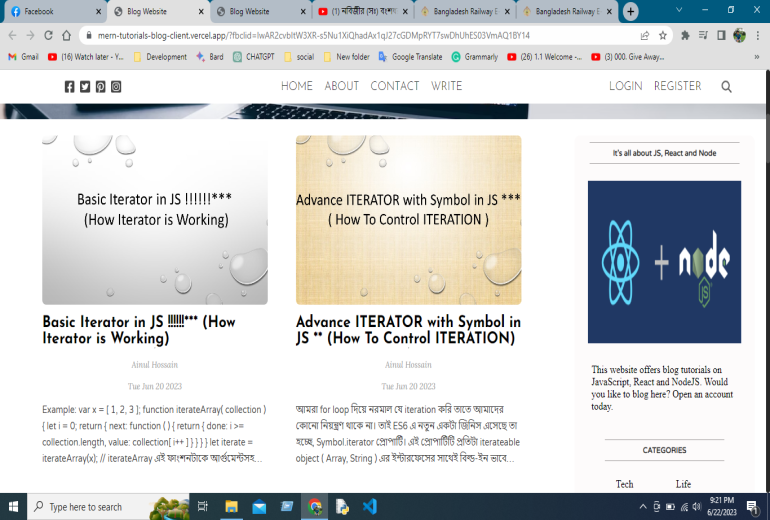 Facebook
Blog Website
Blog Website
(1) নবিজীর (সঃ) বংশধ
Bangladesh Railway E
Bangladesh Railway E
mern-tutorials-blog-client.vercel.app/?fbclid=IwAR2cvbItW3XR-s5Nu1XiQhadAx1qJ27cGDMpRYT7swDhUhES03VmAQ1BY14
Gmail
(16) Watch later - Y...
Development
Bard
CHATGPT
social
New folder
Google Translate
Grammarly
(26) 1.1 Welcome -...
(3) 000. Give Away...
»
HOME ABOUT CONTACT WRITE
LOGIN REGISTER
Basic Iterator in JS !!!!!!***
(How Iterator is Working)
Basic Iterator in JS !!!!!!*** (How
Iterator is Working)
Ainul Hossain
Tue Jun 20 2023
Example: var x = [ 1, 2, 3 ]; function iterateArray( collection )
{ let i = 0; return { next: function ( ) { return { done: i >=
collection.length, value: collection[ i++ ] } } } } let iterate =
iterateArray(x); // iterateArray এই ফাংশনটাকে আর্গুমেন্টসহ...
Advance ITERATOR with Symbol in JS ***
( How To Control ITERATION )
Advance ITERATOR with Symbol in
JS ** (How To Control ITERATION)
Ainul Hossain
Tue Jun 20 2023
আমরা for loop দিয়ে নরমাল যে iteration করি তাতে আমাদের
কোনো নিয়ন্ত্রণ থাকে না। তাই ES6 এ নতুন একটা জিনিস এসেছে তা
হচ্ছে, Symbol.iterator প্রোপার্টি। এই প্রোপার্টিটি প্রতিটা iterateable
object ( Array, String ) এর ইন্টারফেসের সাথেই বিল্ড-ইন ভাবে...
It's all about JS, React and Node
node
JS
This website offers blog tutorials on
JavaScript, React and NodeJS. Would
you like to blog here? Open an account
today.
CATEGORIES
Tech Life
Type here to search
9:21 PM
6/22/2023